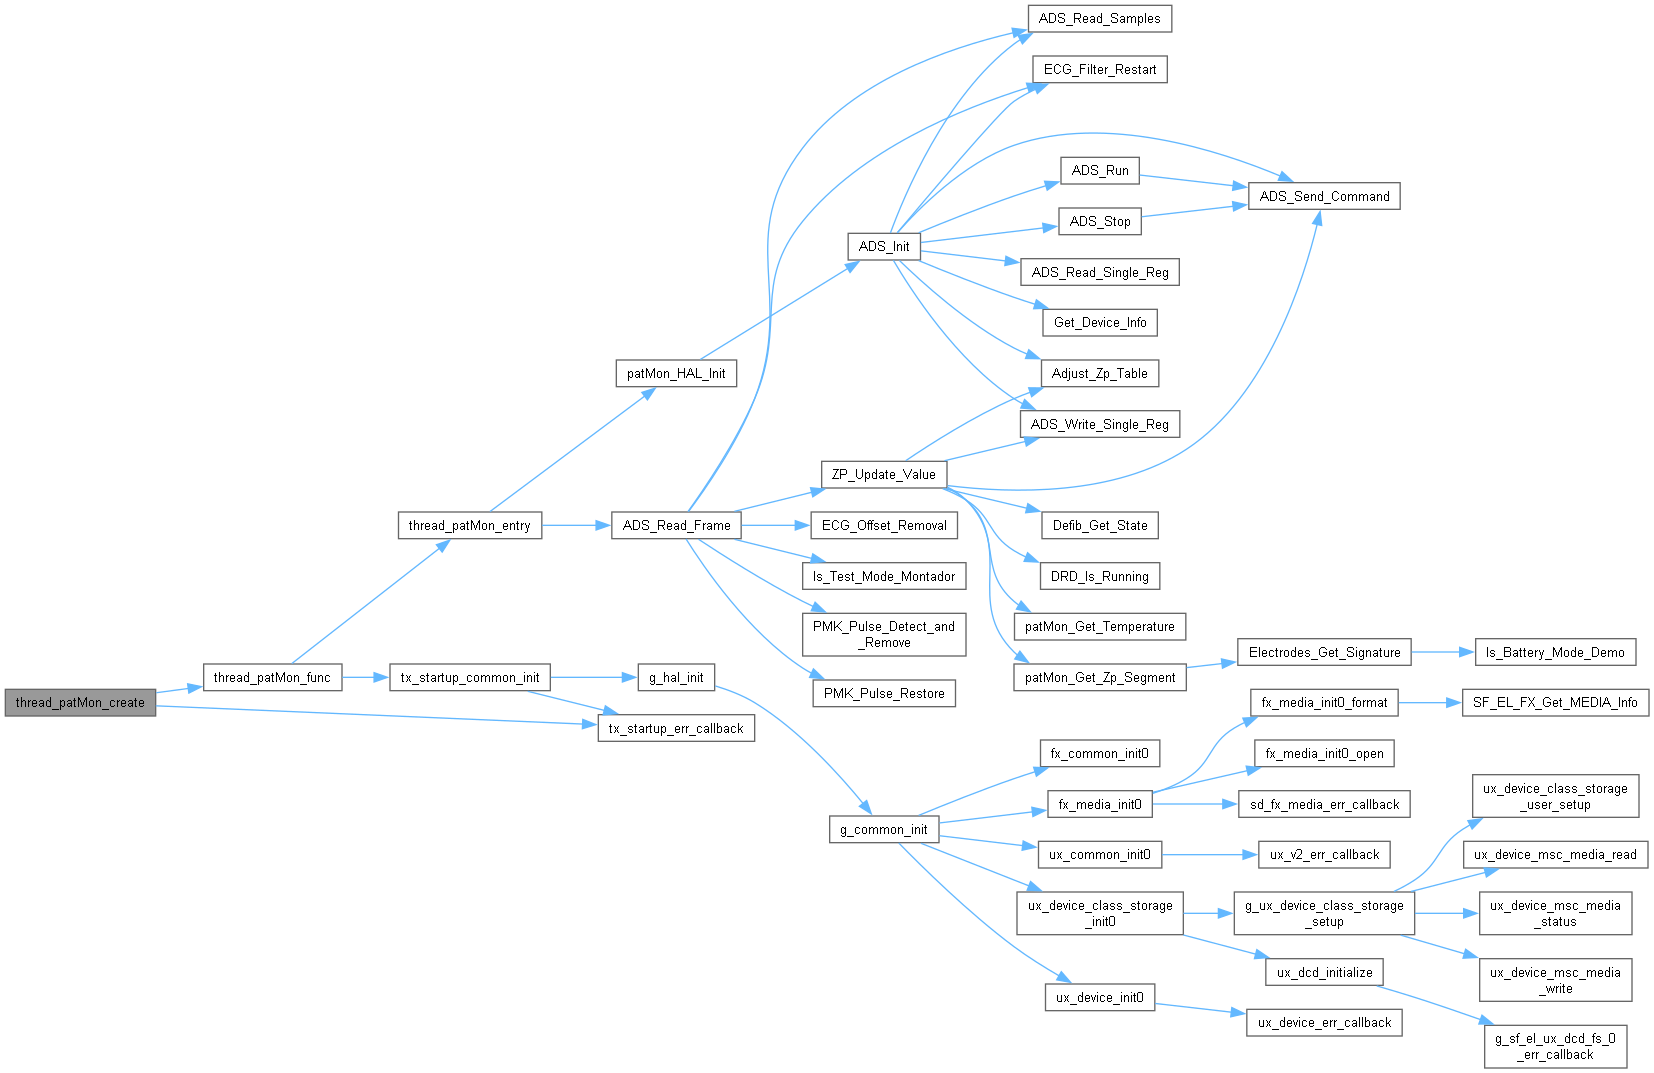 ADS_Read_Samples
ECG_Filter_Restart
ADS_Run
ADS_Send_Command
ADS_Stop
ADS_Init
ADS_Read_Single_Reg
Get_Device_Info
patMon_HAL_Init
Adjust_Zp_Table
ADS_Write_Single_Reg
ZP_Update_Value
thread_patMon_entry
ADS_Read_Frame
ECG_Offset_Removal
Defib_Get_State
Is_Test_Mode_Montador
DRD_Is_Running
PMK_Pulse_Detect_and
_Remove
patMon_Get_Temperature
Electrodes_Get_Signature
Is_Battery_Mode_Demo
thread_patMon_func
tx_startup_common_init
g_hal_init
PMK_Pulse_Restore
patMon_Get_Zp_Segment
thread_patMon_create
fx_media_init0_format
SF_EL_FX_Get_MEDIA_Info
tx_startup_err_callback
fx_common_init0
fx_media_init0_open
fx_media_init0
sd_fx_media_err_callback
ux_device_class_storage
_user_setup
g_common_init
ux_common_init0
ux_v2_err_callback
ux_device_msc_media_read
ux_device_class_storage
_init0
g_ux_device_class_storage
_setup
ux_device_msc_media
_status
ux_dcd_initialize
ux_device_msc_media
_write
ux_device_init0
ux_device_err_callback
g_sf_el_ux_dcd_fs_0
_err_callback